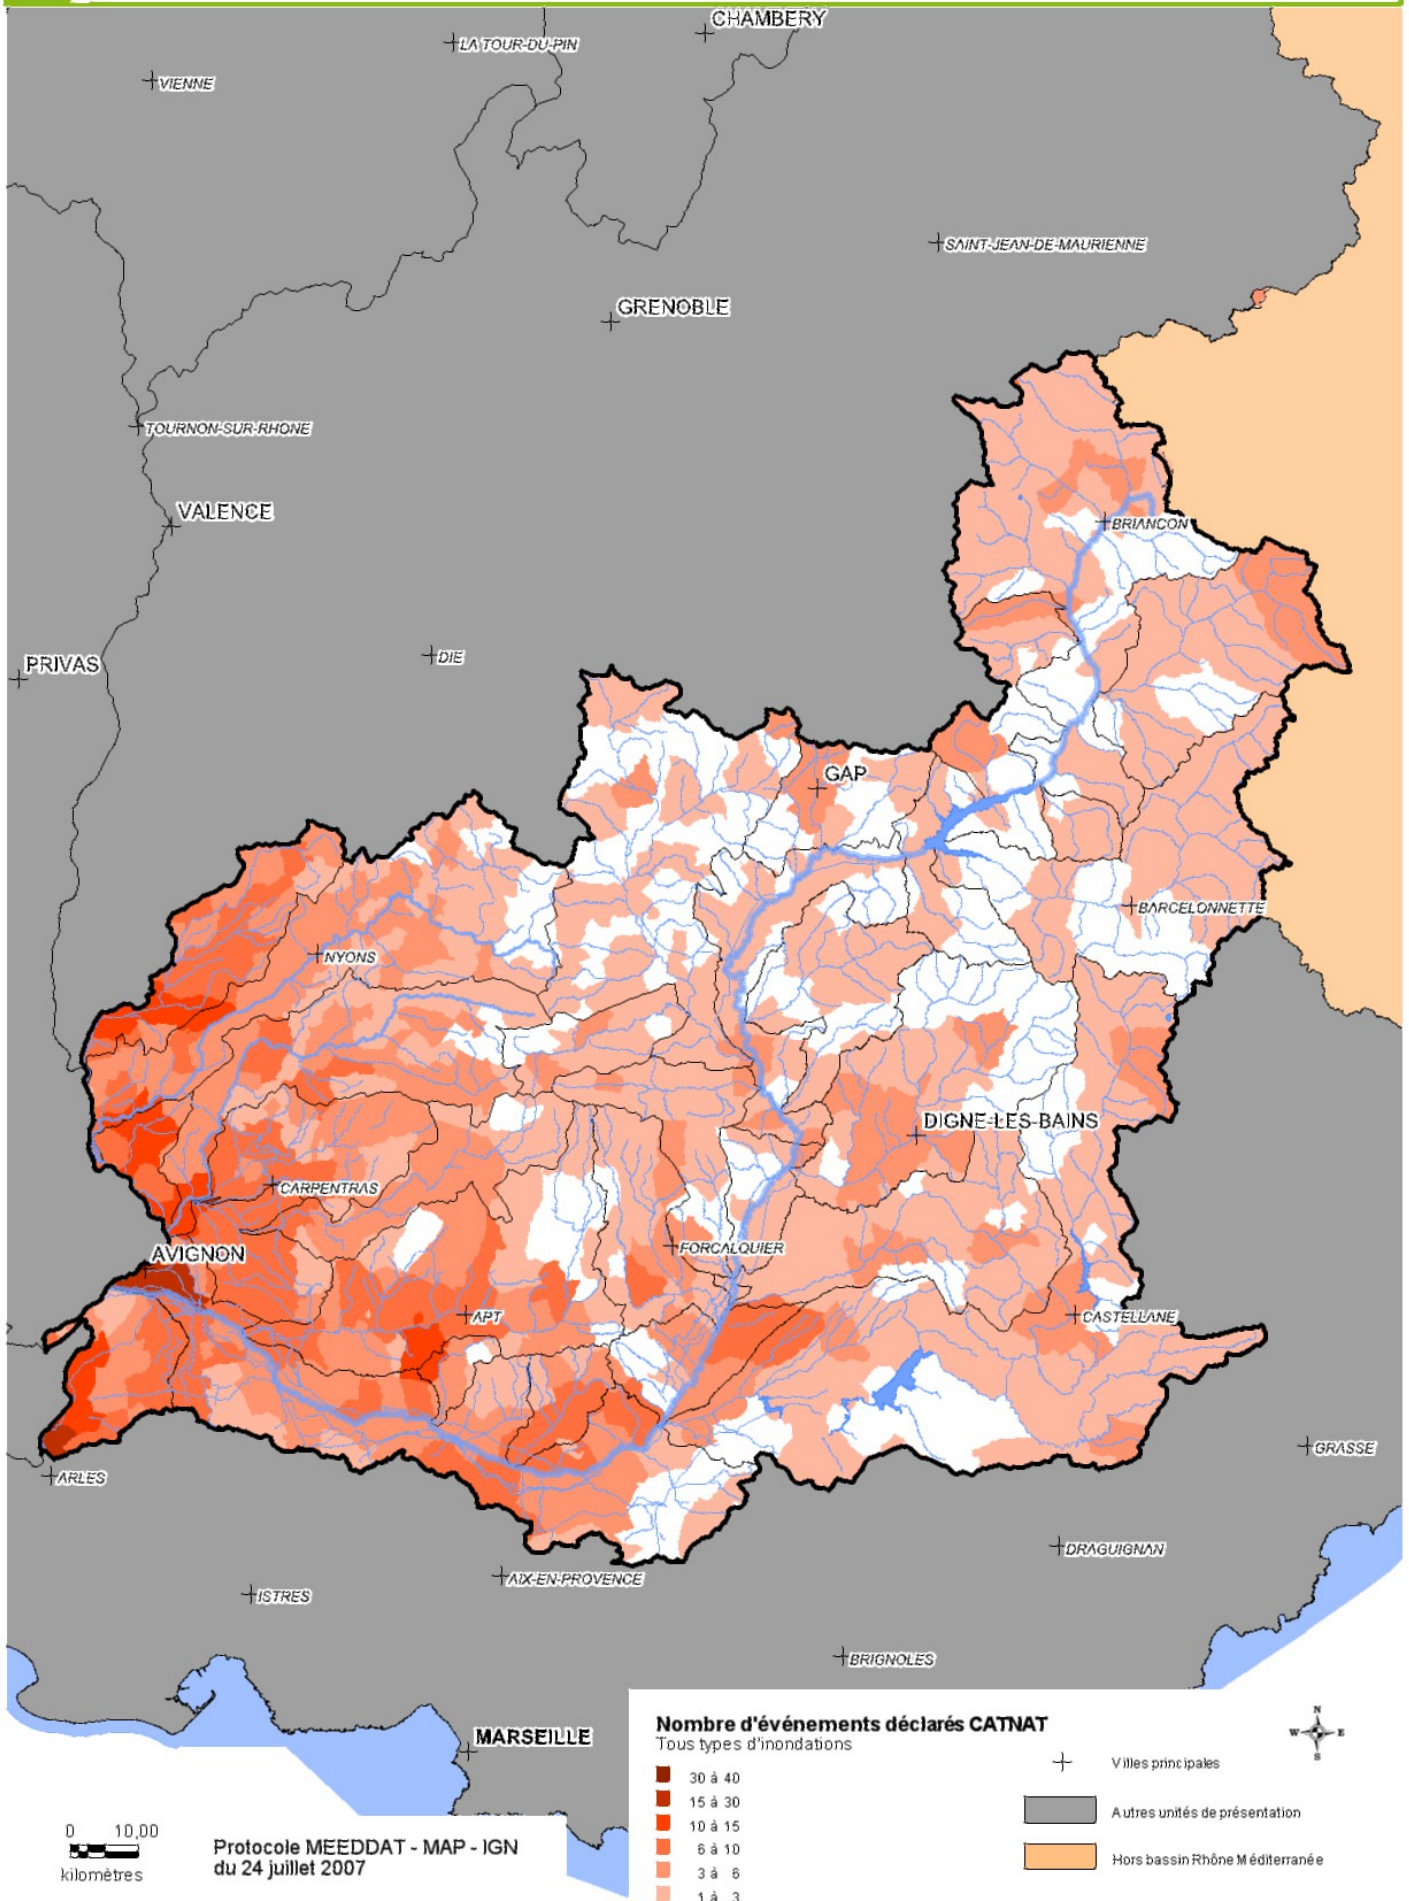 CHAMBERY
LA TOUR-DU-PIN
VIENNE
SAINT-JEAN-DE-MAURIENNE
GRENOBLE
TOURNON-SUR-RHONE
VALENCE
BRIANCON
DIE
PRIVAS
GAP
BARCELONNETTE
NYONS
DIGNE-LES-BAINS
CARPENTRAS
FORCALQUIER
AVIGNON
APT
CASTELLANE
GRASSE
ARLES
DRAGUIGNAN
AIX-EN-PROVENCE
ISTRES
BRIGNOLES
MARSEILLE
Nombre d'événements déclarés CATNAT
Tous types d'inondations
30 à 40
15 à 30
10 à 15
6 à 10
3 à 6
1 à 3
N
W E
S
Villes principales
Autres unités de présentation
Hors bassin Rhône Méditerranée
0 10,00
kilomètres
Protocole MEEDDAT - MAP - IGN
du 24 juillet 2007